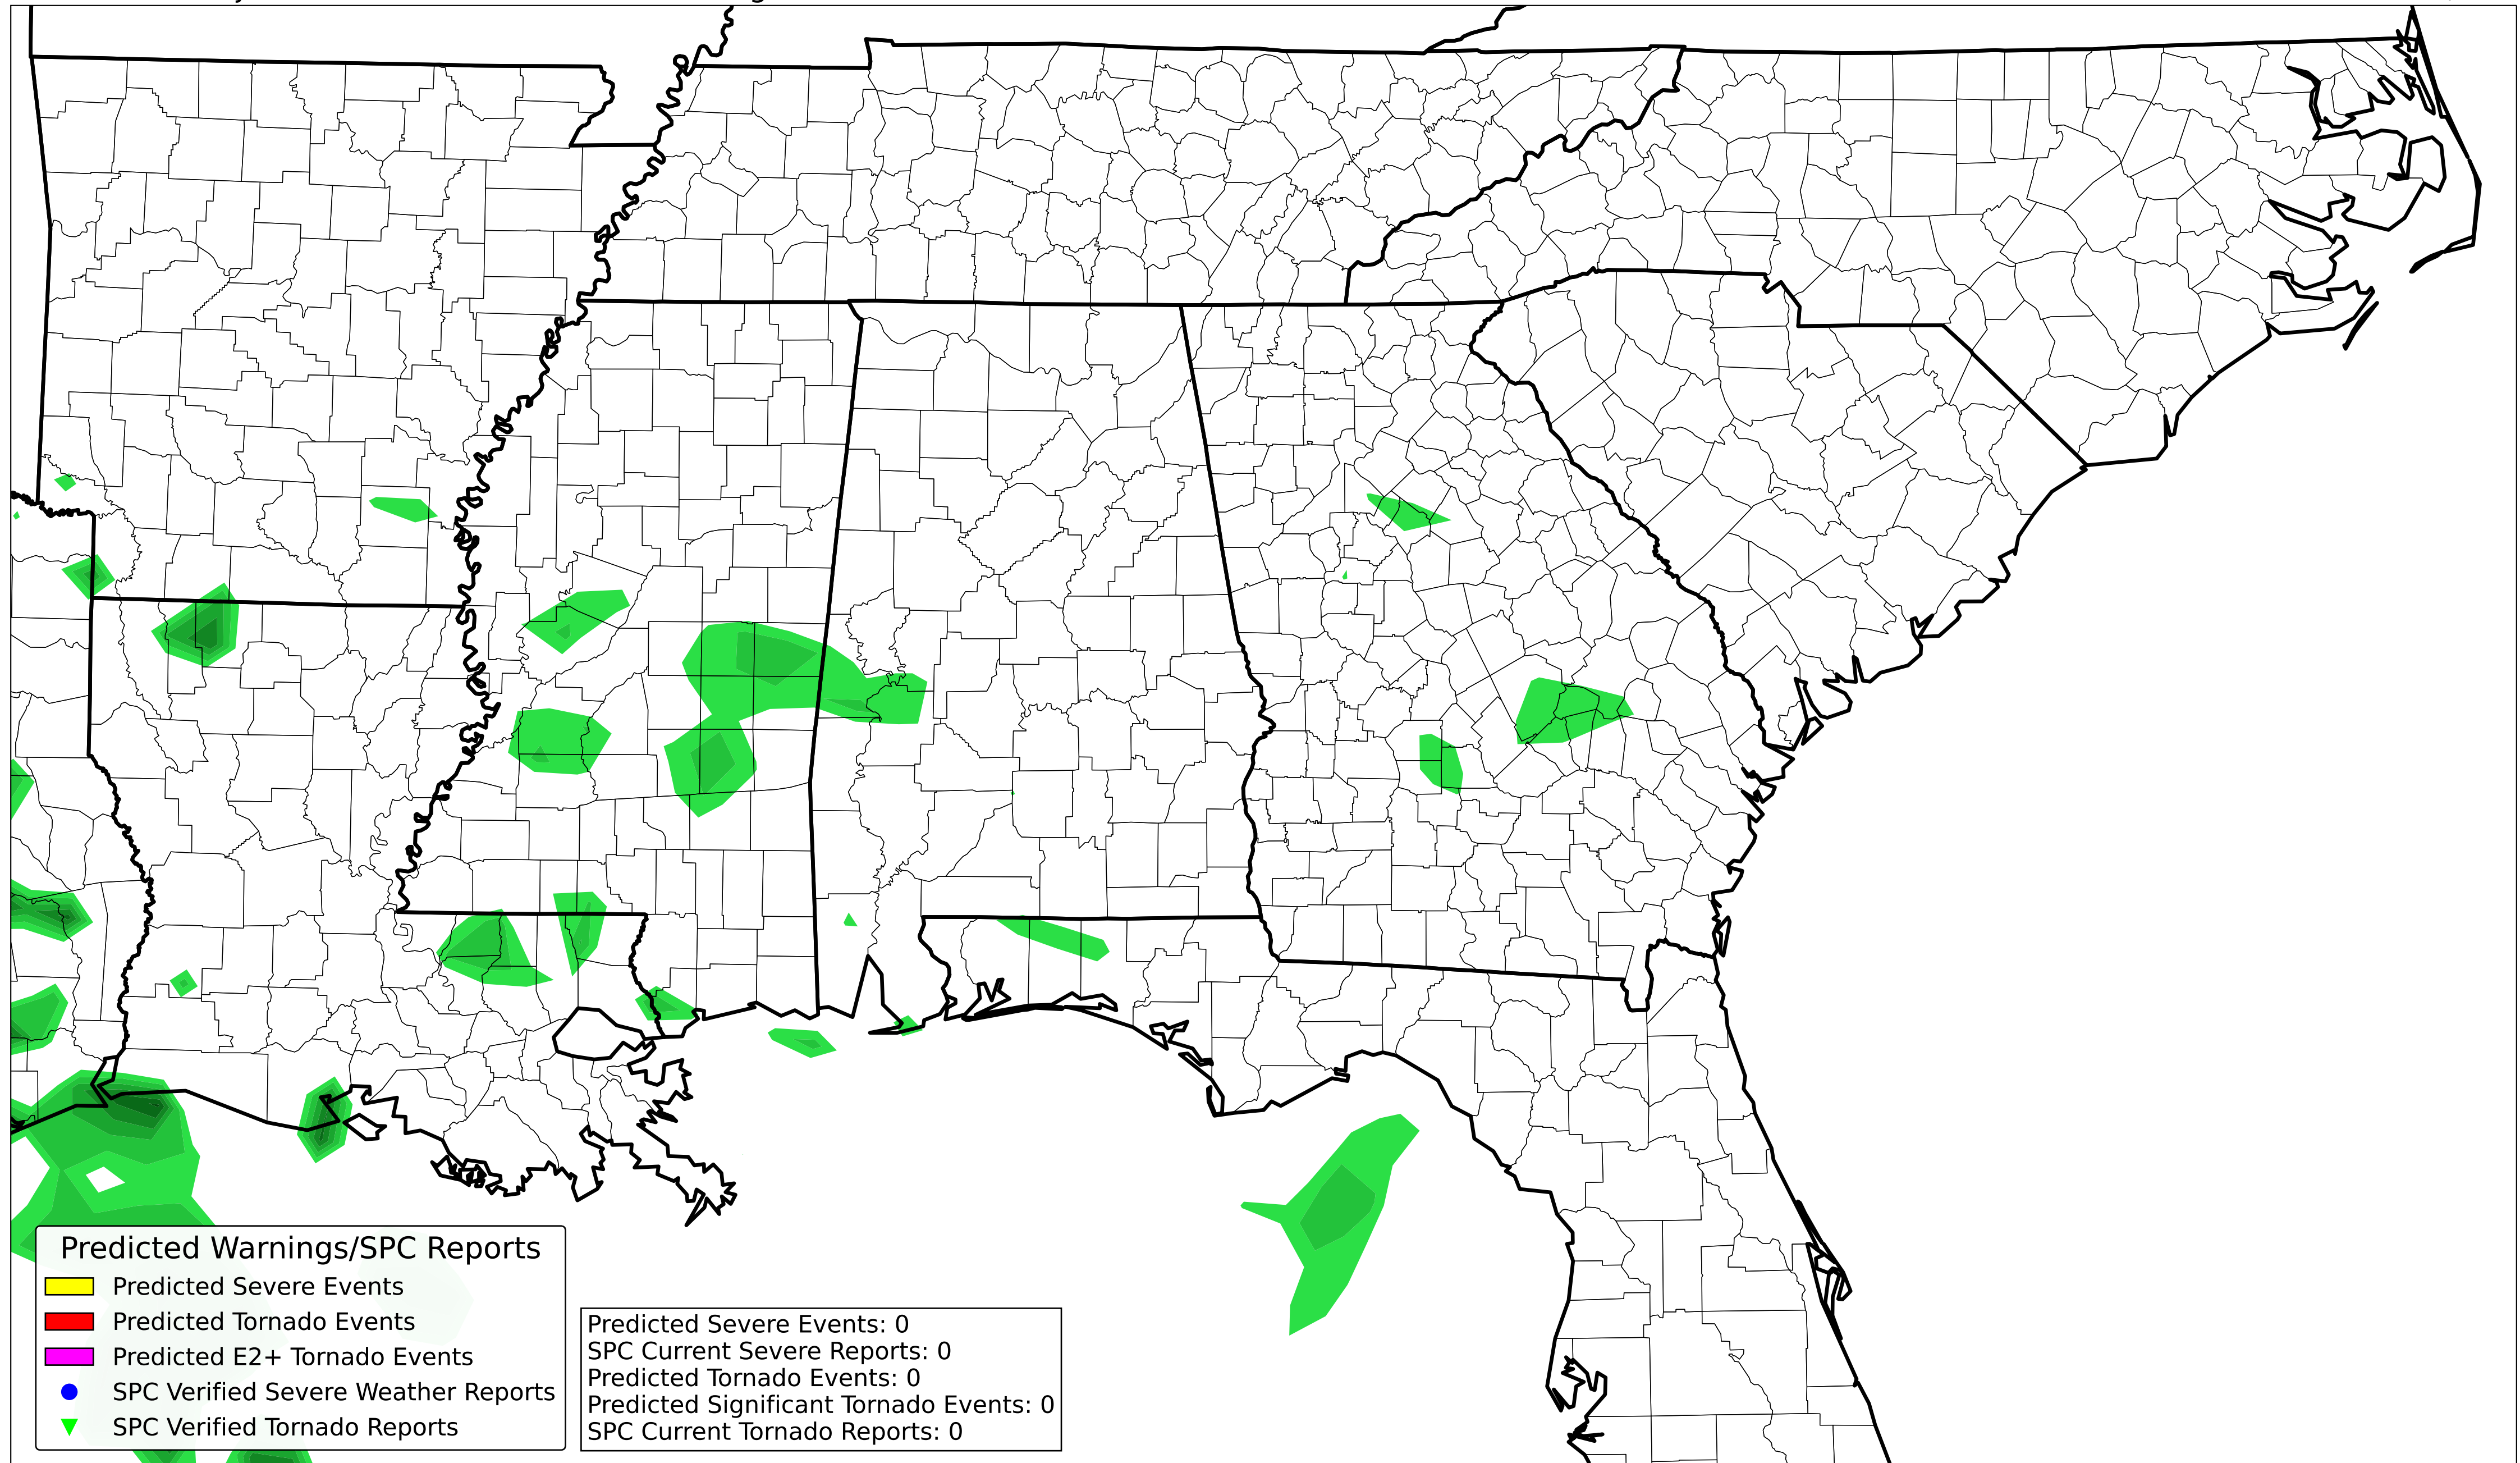 Predicted Warnings/SPC Reports
Predicted Severe Events
Predicted Tornado Events
Predicted E2+ Tornado Events
SPC Verified Severe Weather Reports
SPC Verified Tornado Reports
Predicted Severe Events: 0
SPC Current Severe Reports: 0
Predicted Tornado Events: 0
Predicted Significant Tornado Events: 0
SPC Current Tornado Reports: 0